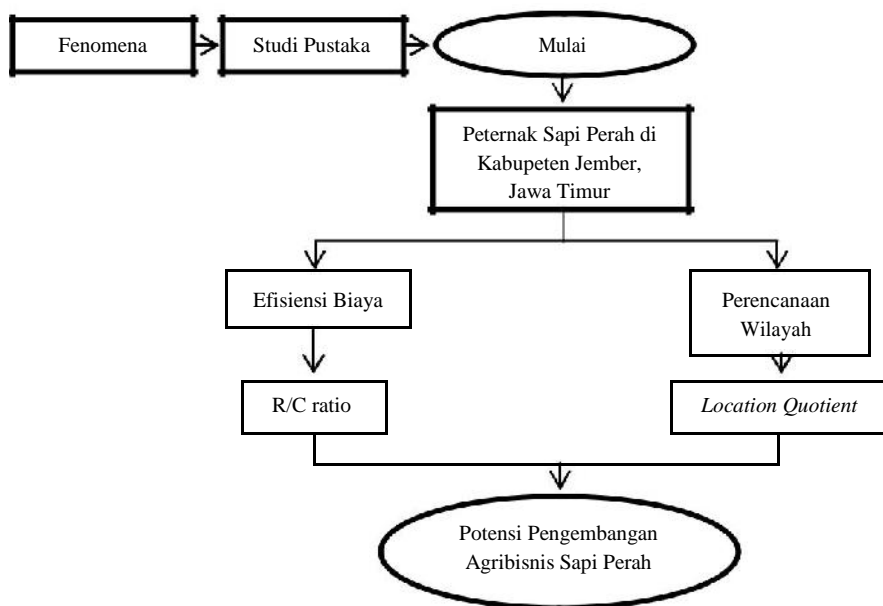 Fenomena
Studi Pustaka
Mulai
Peternak Sapi Perah di
Kabupeten Jember,
Jawa Timur
Efisiensi Biaya
Perencanaan
Wilayah
R/C ratio
Location Quotient
Potensi Pengembangan
Agribisnis Sapi Perah